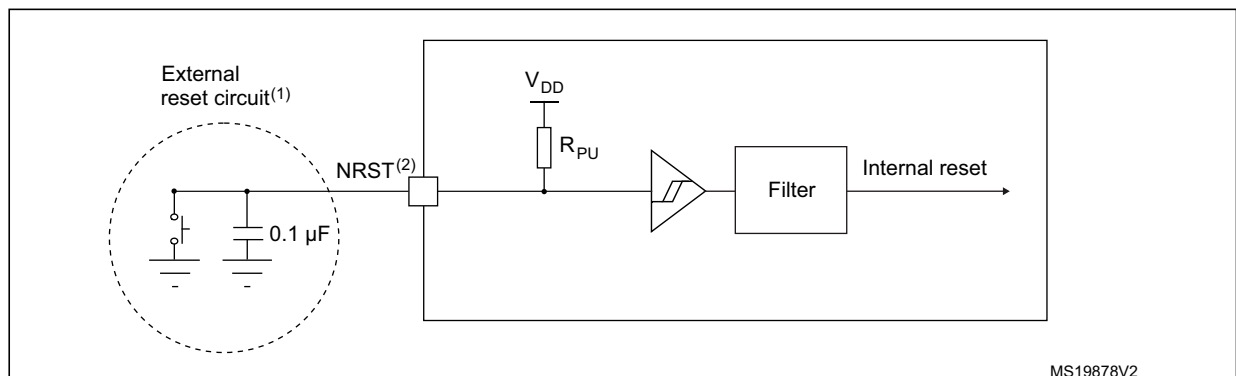 External
reset circuit(1)
VDD
RPU
NRST(2)
Filter
Internal reset
0.1 µF
MS19878V2